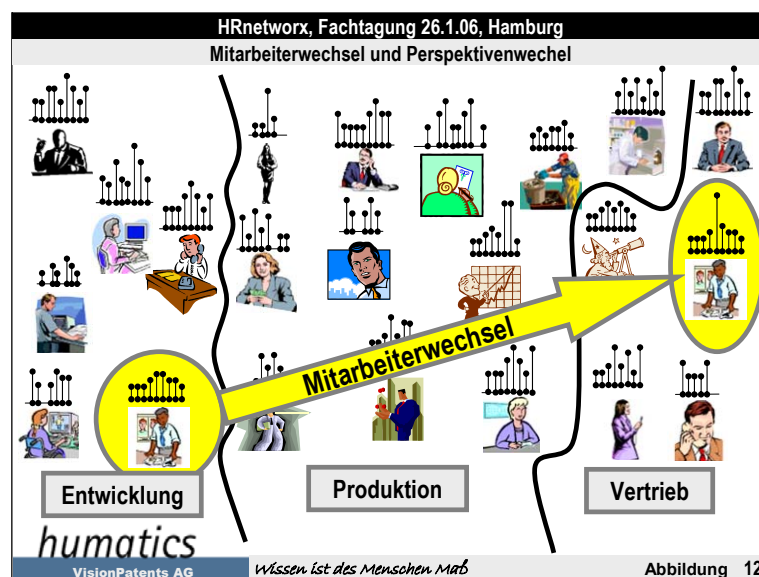 HRnetworx, Fachtagung 26.1.06, Hamburg
Mitarbeiterwechsel und Perspektivenwechel
Mitarbeiterwechsel
Entwicklung
Produktion
Vertrieb
humatics
VisionPatents AG
Wissen ist des Menschen Maß
Abbildung 12